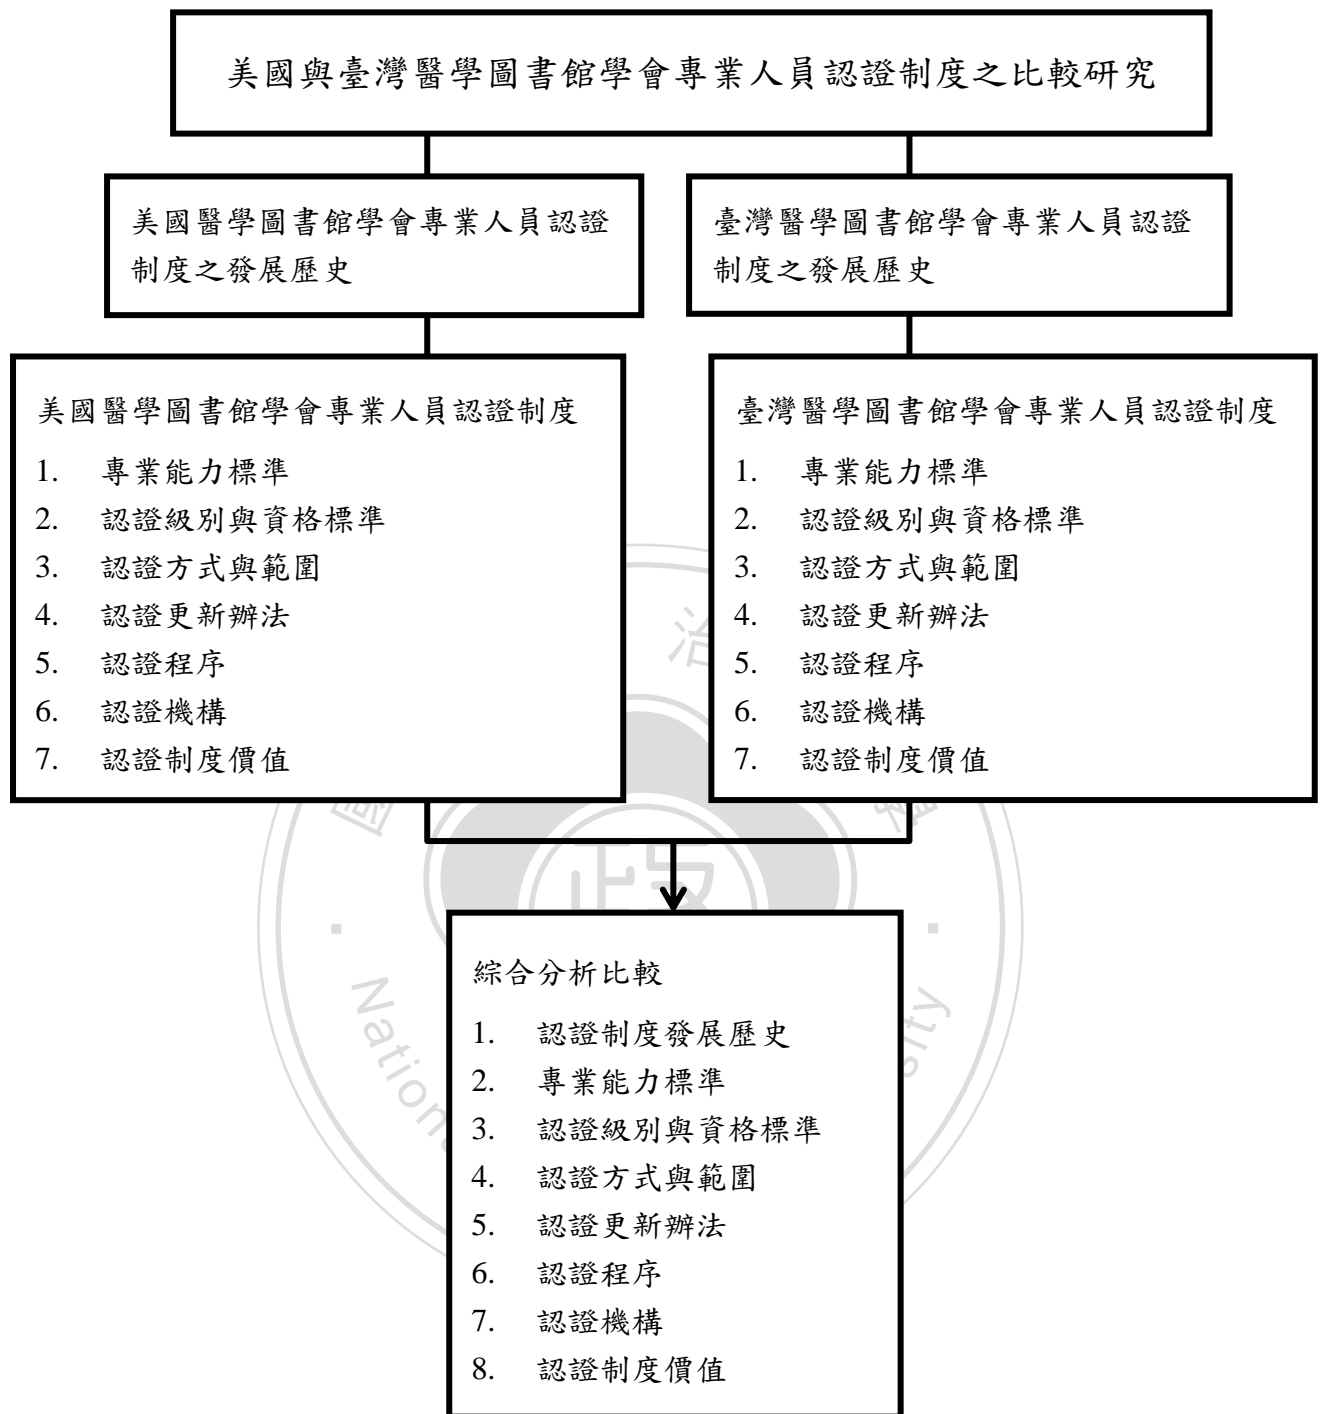 美國與臺灣醫學圖書館學會專業人員認證制度之比較研究
美國醫學圖書館學會專業人員認證
制度之發展歷史
臺灣醫學圖書館學會專業人員認證
制度之發展歷史
美國醫學圖書館學會專業人員認證制度
1. 專業能力標準
2. 認證級別與資格標準
3. 認證方式與範圍
4. 認證更新辦法
5. 認證程序
6. 認證機構
7. 認證制度價值
臺灣醫學圖書館學會專業人員認證制度
1. 專業能力標準
2. 認證級別與資格標準
3. 認證方式與範圍
4. 認證更新辦法
5. 認證程序
6. 認證機構
7. 認證制度價值
綜合分析比較
1. 認證制度發展歷史
2. 專業能力標準
3. 認證級別與資格標準
4. 認證方式與範圍
5. 認證更新辦法
6. 認證程序
7. 認證機構
8. 認證制度價值